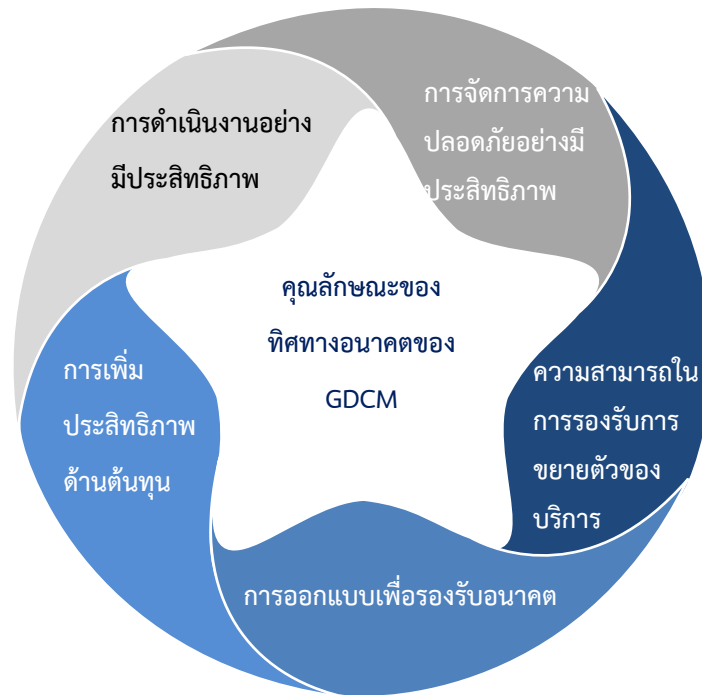 การจัดการความ
ปลอดภัยอย่างมี
ประสิทธิภาพ
การดำเนินงานอย่าง
มีประสิทธิภาพ
คุณลักษณะของ
ทิศทางอนาคตของ
GDCM
ความสามารถใน
การรองรับการ
ขยายตัวของ
บริการ
การเพิ่ม
ประสิทธิภาพ
ด้านต้นทุน
การออกแบบเพื่อรองรับอนาคต